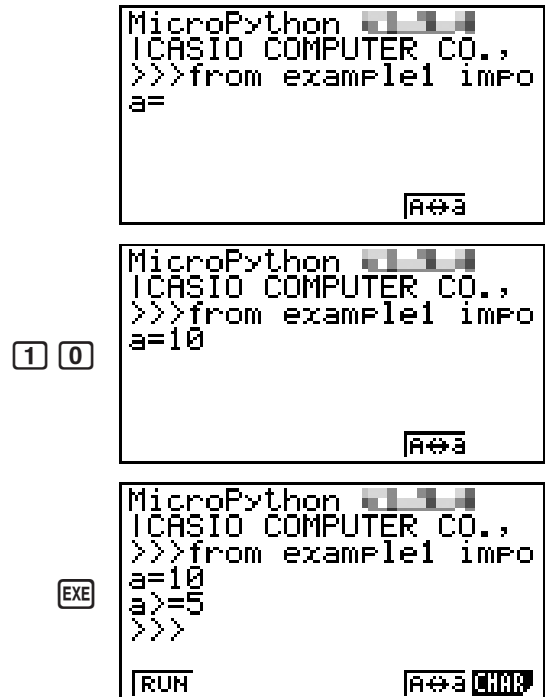 MicroPython
|CASIO COMPUTER CO.,
>>>from example1 impo
a=
A↔a
MicroPython
|CASIO COMPUTER CO.,
>>>from example1 impo
a=10
A↔a
1 0
MicroPython
|CASIO COMPUTER CO.,
>>>from example1 impo
a=10
a>=5
>>>
RUN A↔a CHAR
EXE